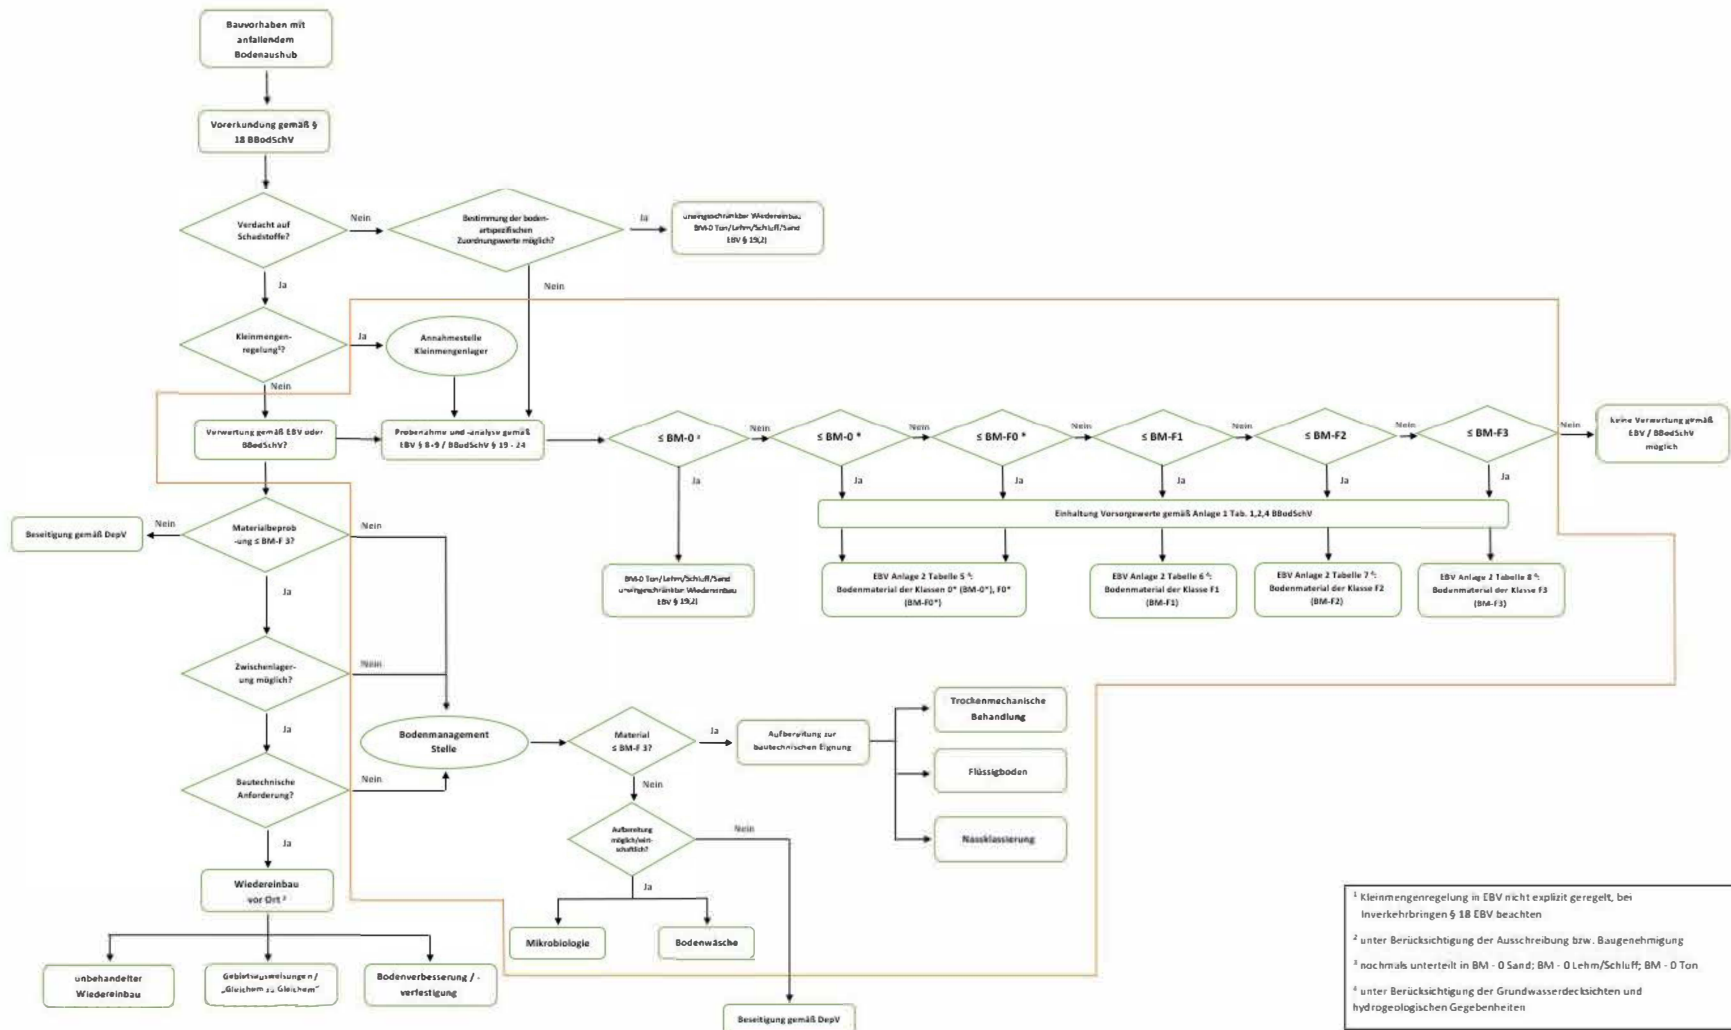 Bauvorhaben mit
anfallendem
Bodenaushub
Vorerkundung gemäß §
18 BBodSchV
Verdacht auf
Schadstoffe?
Nein
Bestimmung der boden-
artspezifischen
Zuordnungswerte möglich?
Ja
uneingeschränkter Wiedereinbau
BM-0 Ton/Lehm/Schluff/Sand
EBV § 19(2)
Ja
Nein
Kleinmengen-
regelung¹?
Ja
Annahmestelle
Kleinmengenlager
Nein
Verwertung gemäß EBV oder
BBodSchV?
Probenahme und -analyse gemäß
EBV § 8-9 / BBodSchV § 19 - 24
≤ BM-0 ³
Nein
≤ BM-0 *
Nein
≤ BM-F0 *
Nein
≤ BM-F1
Nein
≤ BM-F2
Nein
≤ BM-F3
Nein
keine Verwertung gemäß
EBV / BBodSchV
möglich
Ja
Ja
Ja
Ja
Ja
Ja
Einhaltung Vorsorgewerte gemäß Anlage 1 Tab. 1,2,4 BBodSchV
BM-0 Ton/Lehm/Schluff/Sand
uneingeschränkter Wiedereinbau
EBV § 19(2)
EBV Anlage 2 Tabelle 5 ⁴:
Bodenmaterial der Klassen 0* (BM-0*), F0*
(BM-F0*)
EBV Anlage 2 Tabelle 6 ⁴:
Bodenmaterial der Klasse F1
(BM-F1)
EBV Anlage 2 Tabelle 7 ⁴:
Bodenmaterial der Klasse F2
(BM-F2)
EBV Anlage 2 Tabelle 8 ⁴:
Bodenmaterial der Klasse F3
(BM-F3)
Beseitigung gemäß DepV
Nein
Materialbeprob
-ung ≤ BM-F 3?
Nein
Ja
Zwischenlager-
ung möglich?
Nein
Ja
Bautechnische
Anforderung?
Nein
Ja
Bodenmanagement
Stelle
Material
≤ BM-F 3?
Ja
Aufbereitung zur
bautechnischen Eignung
Trockenmechanische
Behandlung
Flüssigboden
Nassklassierung
Nein
Aufbereitung
möglich/wirt-
schaftlich?
Nein
Ja
Mikrobiologie
Bodenwäsche
Beseitigung gemäß DepV
Wiedereinbau
vor Ort ²
unbehandelter
Wiedereinbau
Gebietsausweisungen /
„Gleichem zu Gleichem“
Bodenverbesserung / -
verfestigung
¹ Kleinmengenregelung in EBV nicht explizit geregelt, bei
Inverkehrbringen § 18 EBV beachten
² unter Berücksichtigung der Ausschreibung bzw. Baugenehmigung
³ nochmals unterteilt in BM - 0 Sand; BM - 0 Lehm/Schluff; BM - 0 Ton
⁴ unter Berücksichtigung der Grundwasserdeckschichten und
hydrogeologischen Gegebenheiten